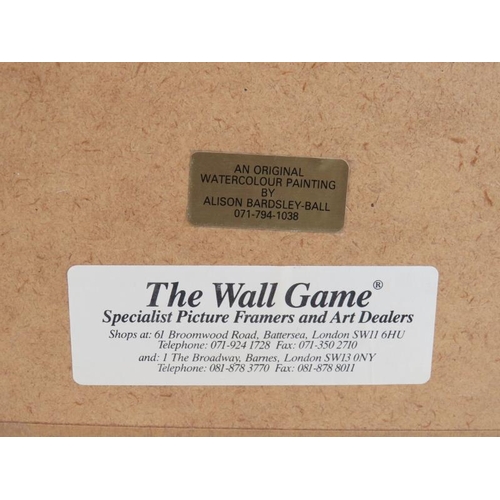 AN ORIGINAL
WATERCOLOUR PAINTING
BY
ALISON BARDSLEY-BALL
071-794-1038
The Wall Game®
Specialist Picture Framers and Art Dealers
Shops at: 61 Broomwood Road, Battersea, London SW11 6HU
Telephone: 071-924 1728 Fax: 071-350 2710
and: 1 The Broadway, Barnes, London SW13 0NY
Telephone: 081-878 3770 Fax: 081-878 8011